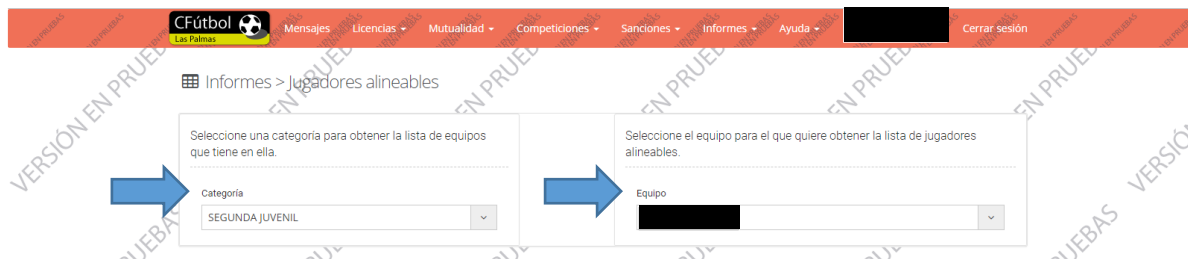 CFútbol
Las Palmas
Mensajes Licencias Mutualidad Competiciones Sanciones Informes Ayuda Cerrar sesión
Informes > Jugadores alineables
Seleccione una categoría para obtener la lista de equipos
que tiene en ella.
Categoría
SEGUNDA JUVENIL
Seleccione el equipo para el que quiere obtener la lista de jugadores
alineables.
Equipo
VERSIÓN EN PRUEBAS